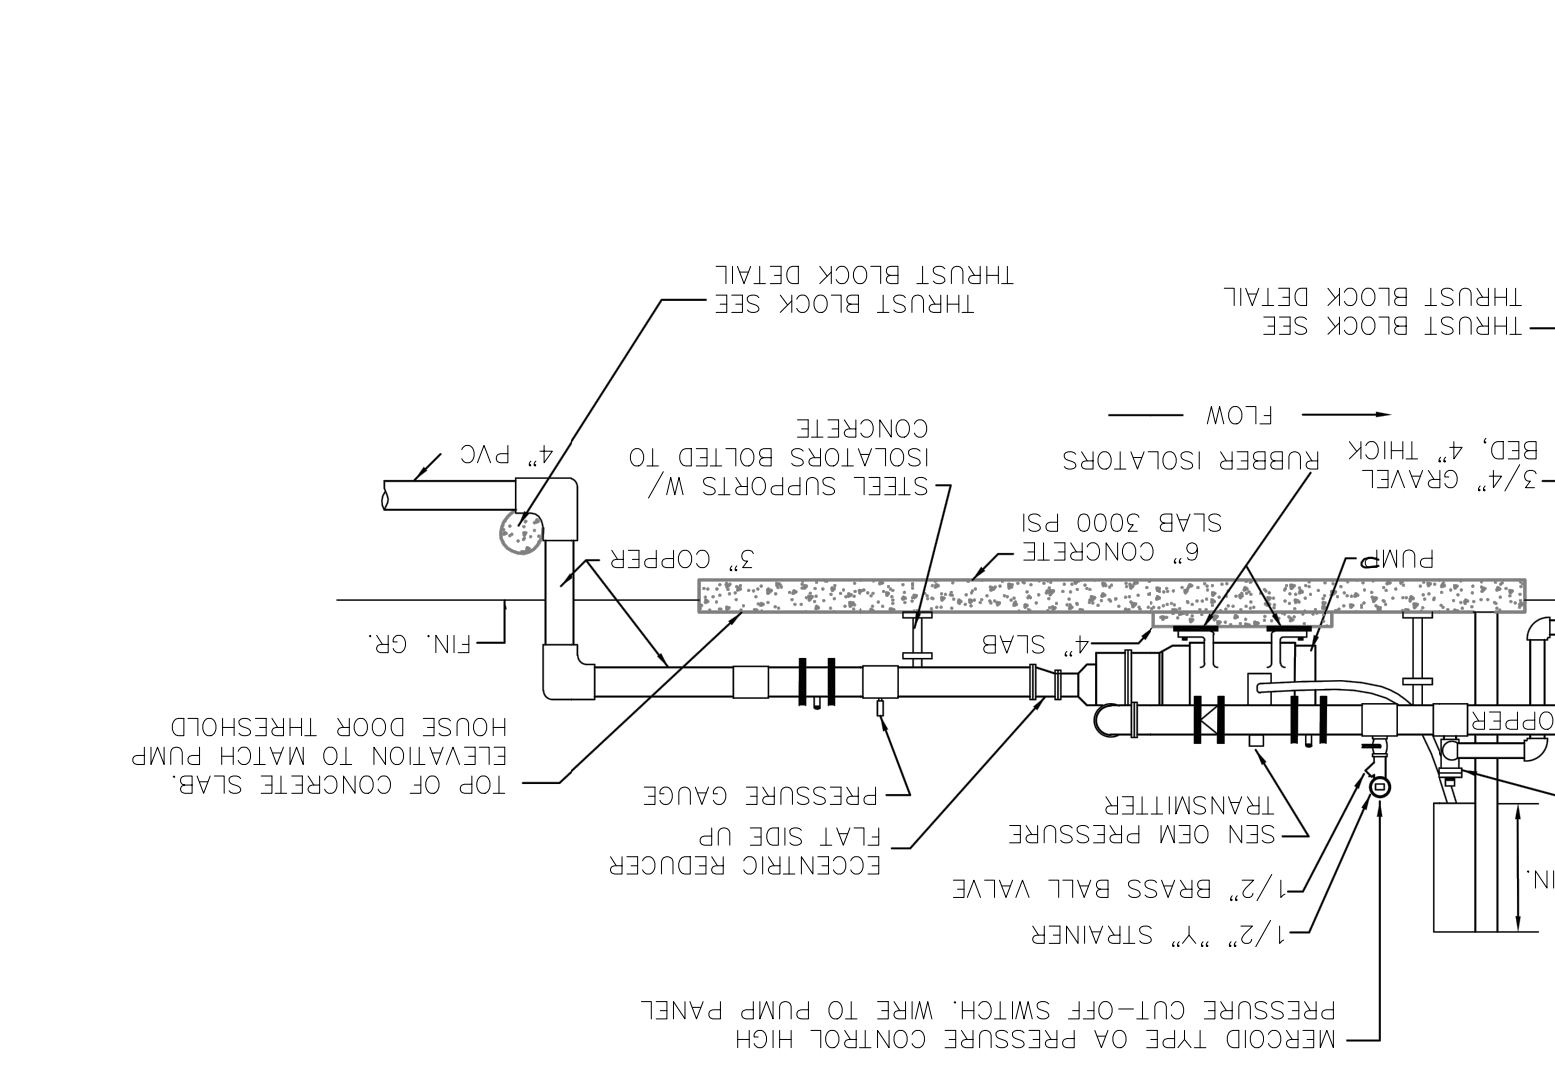 MERCOID TYPE OA PRESSURE CONTROL HIGH
PRESSURE CUT-OFF SWITCH. WIRE TO PUMP PANEL
1/2" "Y" STRAINER
1/2" BRASS BALL VALVE
IN.
SEN OEM PRESSURE
TRANSMITTER
ECCENTRIC REDUCER
FLAT SIDE UP
PRESSURE GAUGE
TOP OF CONCRETE SLAB.
ELEVATION TO MATCH PUMP
HOUSE DOOR THRESHOLD
OPPER
4" SLAB
FIN. GR.
PUMP
6" CONCRETE
SLAB 3000 PSI
3" COPPER
3/4" GRAVEL
BED, 4" THICK
RUBBER ISOLATORS
STEEL SUPPORTS W/
ISOLATORS BOLTED TO
CONCRETE
4" PVC
FLOW
THRUST BLOCK SEE
THRUST BLOCK DETAIL
THRUST BLOCK SEE
THRUST BLOCK DETAIL